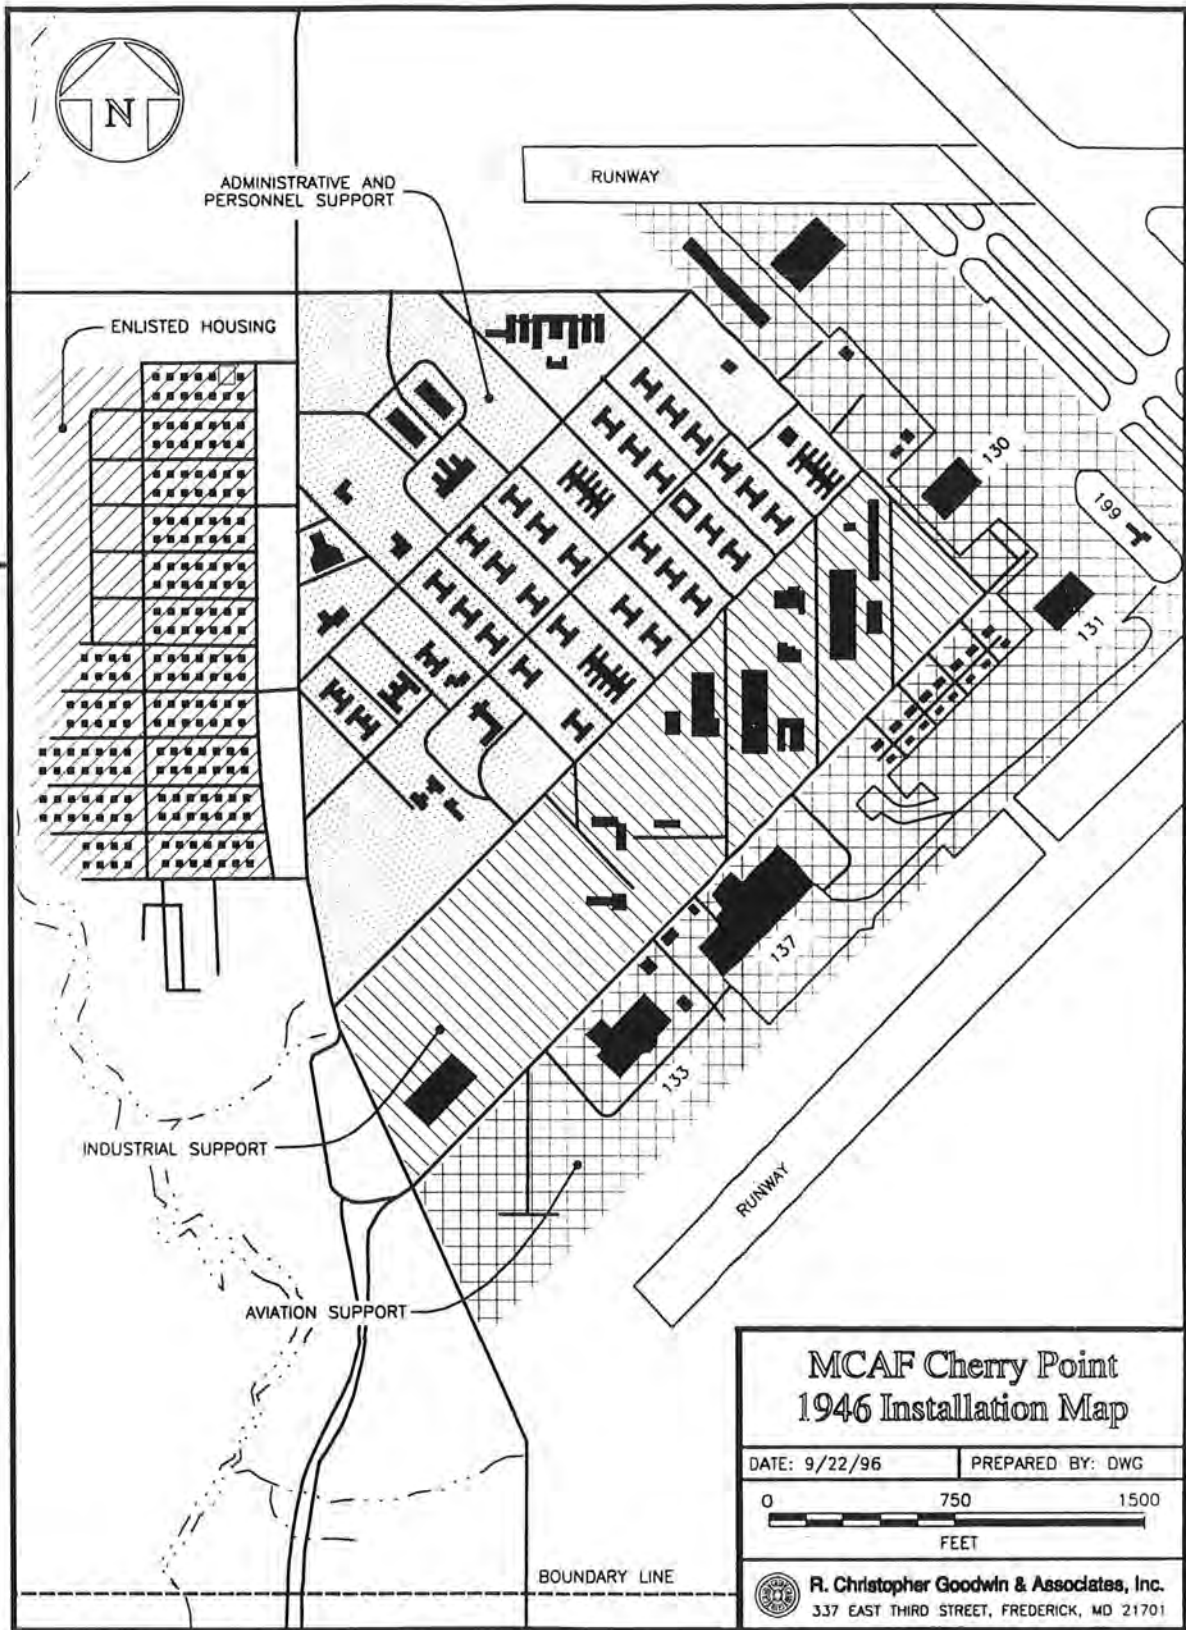 N
RUNWAY
ADMINISTRATIVE AND
PERSONNEL SUPPORT
ENLISTED HOUSING
130
199
131
137
133
INDUSTRIAL SUPPORT
RUNWAY
AVIATION SUPPORT
BOUNDARY LINE
MCAF Cherry Point
1946 Installation Map
DATE: 9/22/96 PREPARED BY: DWG
0 750 1500
FEET
R. Christopher Goodwin & Associates, Inc.
337 EAST THIRD STREET, FREDERICK, MD 21701